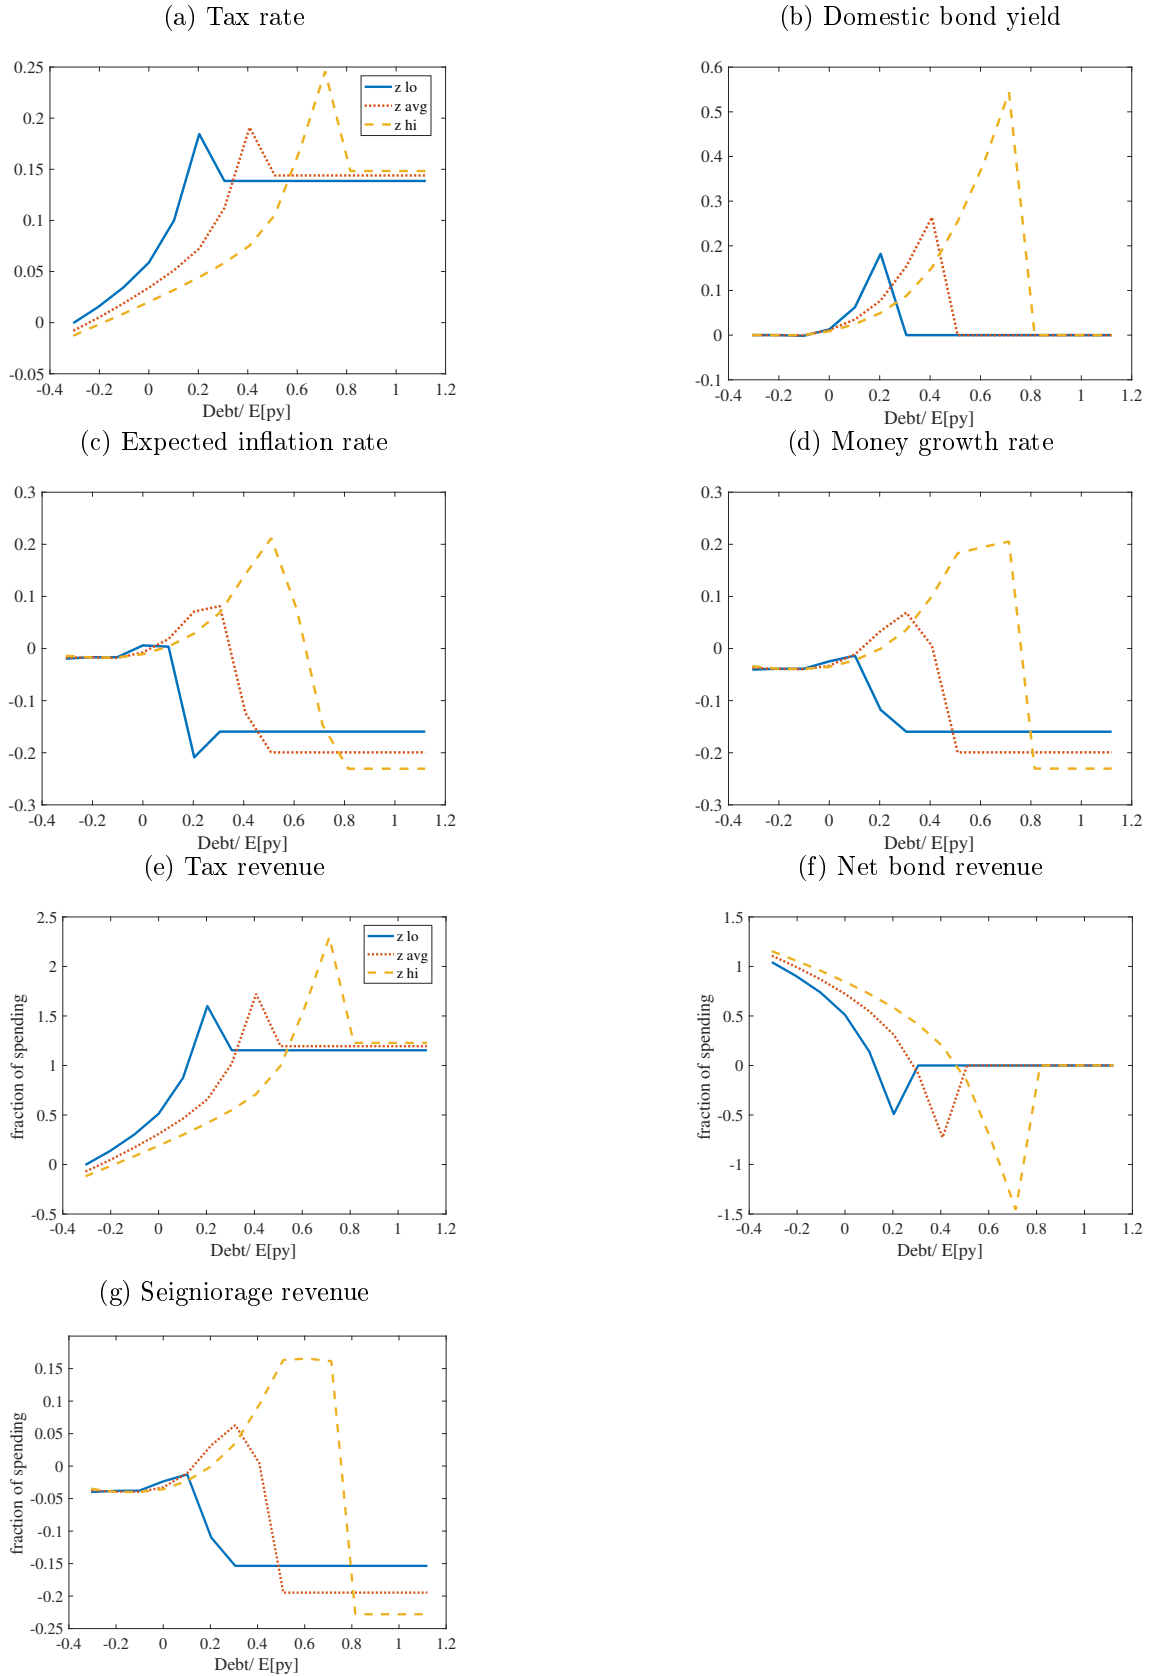 (a) Tax rate
0.25
0.2
0.15
0.1
0.05
0
-0.05
z lo
z avg
z hi
-0.4 -0.2 0 0.2 0.4 0.6 0.8 1 1.2
Debt/ E[py]
(b) Domestic bond yield
0.6
0.5
0.4
0.3
0.2
0.1
0
-0.1
-0.4 -0.2 0 0.2 0.4 0.6 0.8 1 1.2
Debt/ E[py]
(c) Expected inflation rate
0.3
0.2
0.1
0
-0.1
-0.2
-0.3
-0.4 -0.2 0 0.2 0.4 0.6 0.8 1 1.2
Debt/ E[py]
(d) Money growth rate
0.3
0.2
0.1
0
-0.1
-0.2
-0.3
-0.4 -0.2 0 0.2 0.4 0.6 0.8 1 1.2
Debt/ E[py]
(e) Tax revenue
fraction of spending
2.5
2
1.5
1
0.5
0
-0.5
z lo
z avg
z hi
-0.4 -0.2 0 0.2 0.4 0.6 0.8 1 1.2
Debt/ E[py]
(f) Net bond revenue
fraction of spending
1.5
1
0.5
0
-0.5
-1
-1.5
-0.4 -0.2 0 0.2 0.4 0.6 0.8 1 1.2
Debt/ E[py]
(g) Seigniorage revenue
fraction of spending
0.15
0.1
0.05
0
-0.05
-0.1
-0.15
-0.2
-0.25
-0.4 -0.2 0 0.2 0.4 0.6 0.8 1 1.2
Debt/ E[py]